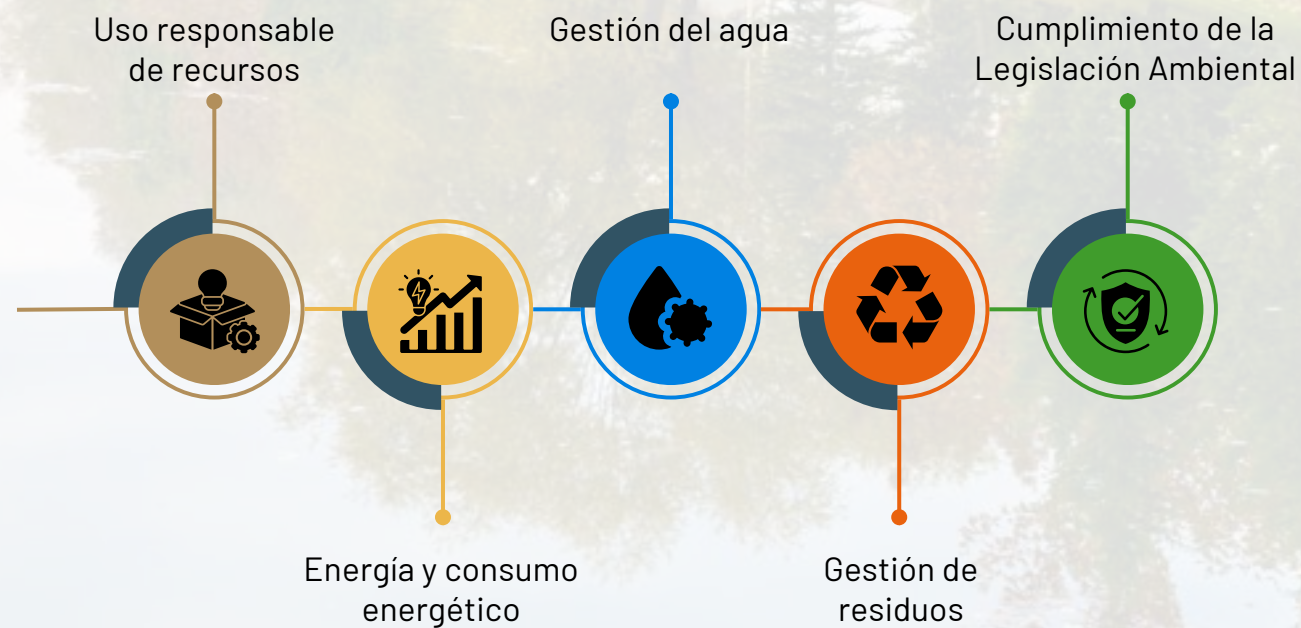 Uso responsable
de recursos
Gestión del agua
Cumplimiento de la
Legislación Ambiental
Energía y consumo
energético
Gestión de
residuos